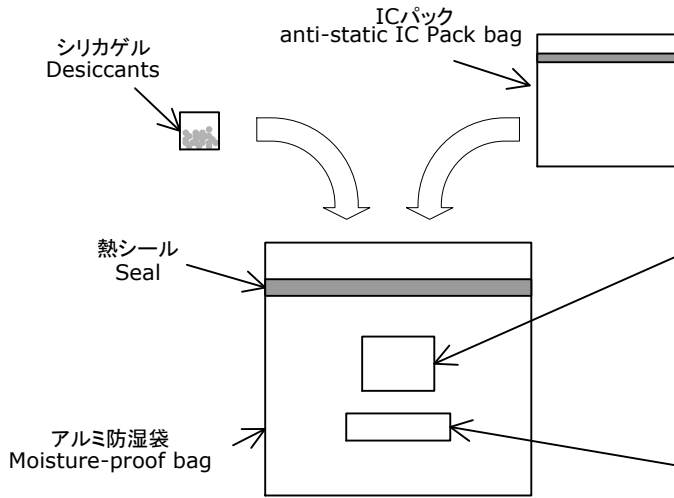 ICパック
anti-static IC Pack bag
シリカゲル
Desiccants
熱シール
Seal
アルミ防湿袋
Moisture-proof bag